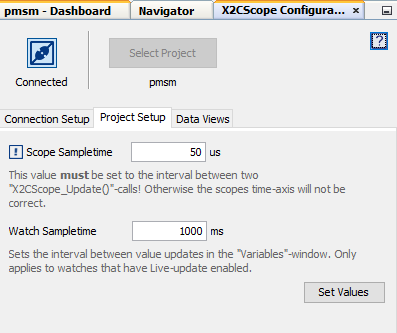 pmsm - Dashboard Navigator X2CScope Configura... ×
Select Project
?
Connected pmsm
Connection Setup Project Setup Data Views
! Scope Sampletime 50 us
This value must be set to the interval between two
"X2CScope_Update()"-calls! Otherwise the scopes time-axis will not be
correct.
Watch Sampletime 1000 ms
Sets the interval between value updates in the "Variables"-window. Only
applies to watches that have Live-update enabled.
Set Values